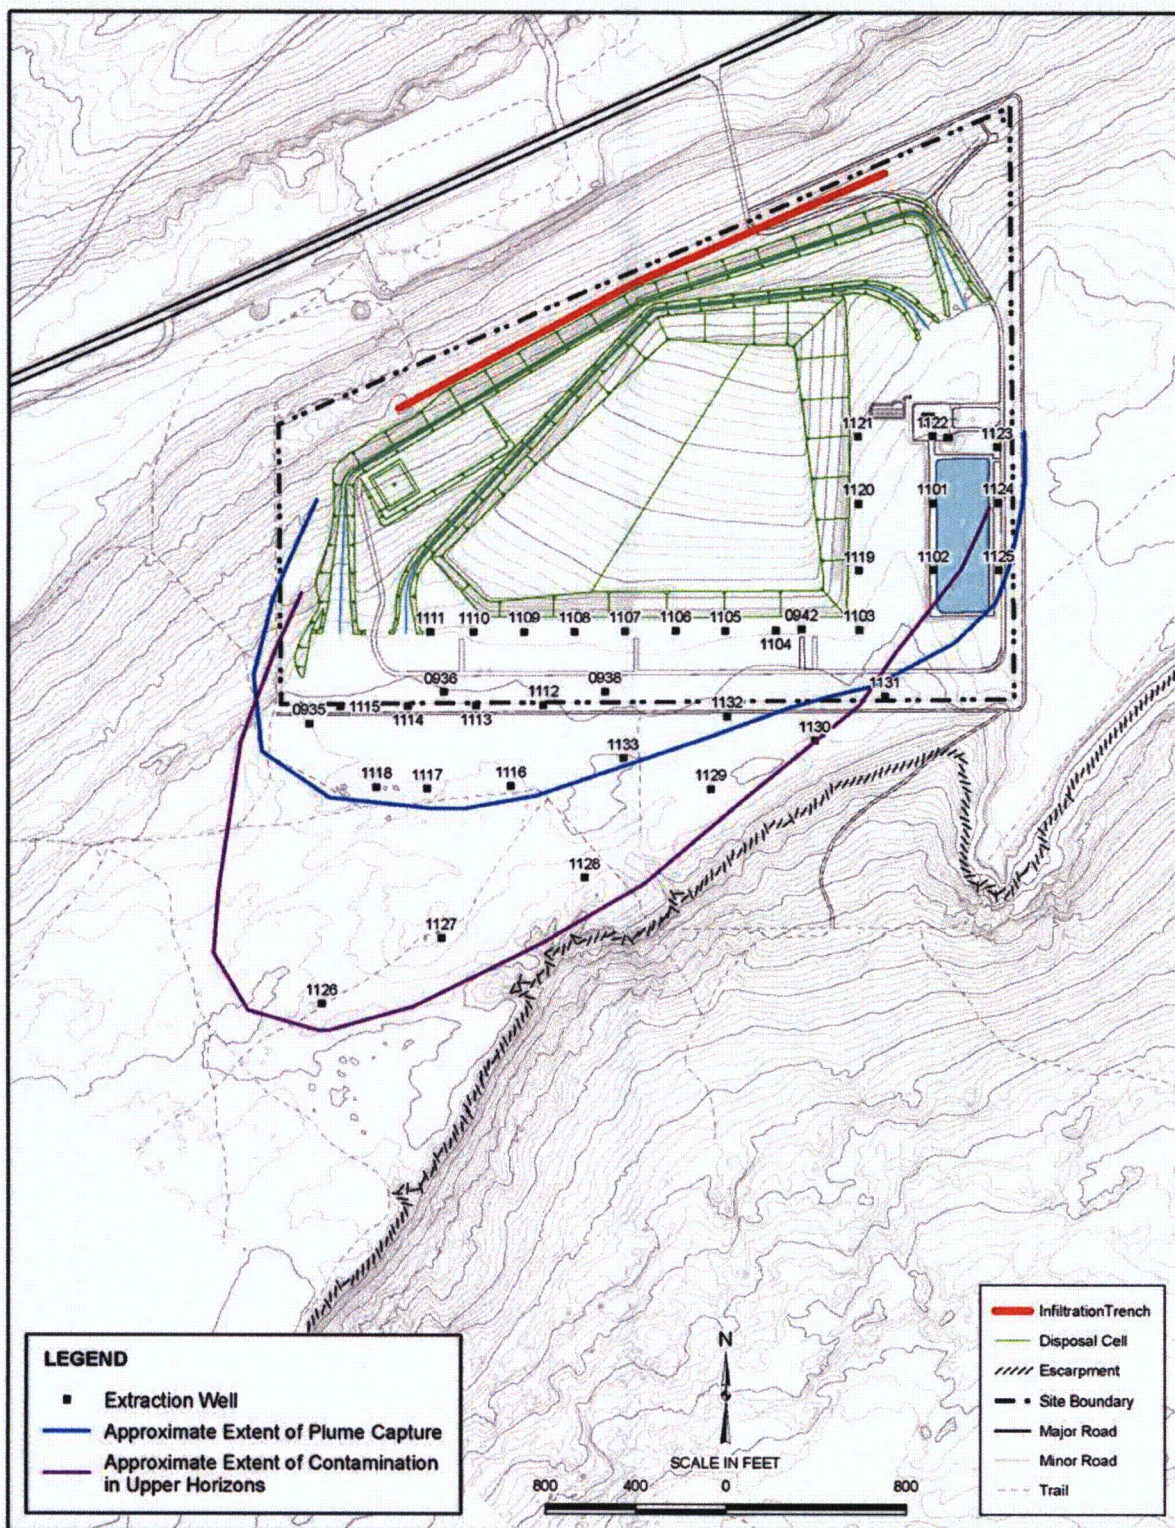 1121
1122
1123
1120
1101
1124
1119
1102
1125
1111
1110
1109
1108
1107
1106
1105
0942
1103
1104
0936
0938
1131
1112
0935
1115
1114
1113
1132
1130
1133
1118
1117
1116
1129
1128
1127
1126
LEGEND
Extraction Well
Approximate Extent of Plume Capture
Approximate Extent of Contamination
in Upper Horizons
N
SCALE IN FEET
800 400 0 800
InfiltrationTrench
Disposal Cell
Escarpment
Site Boundary
Major Road
Minor Road
Trail